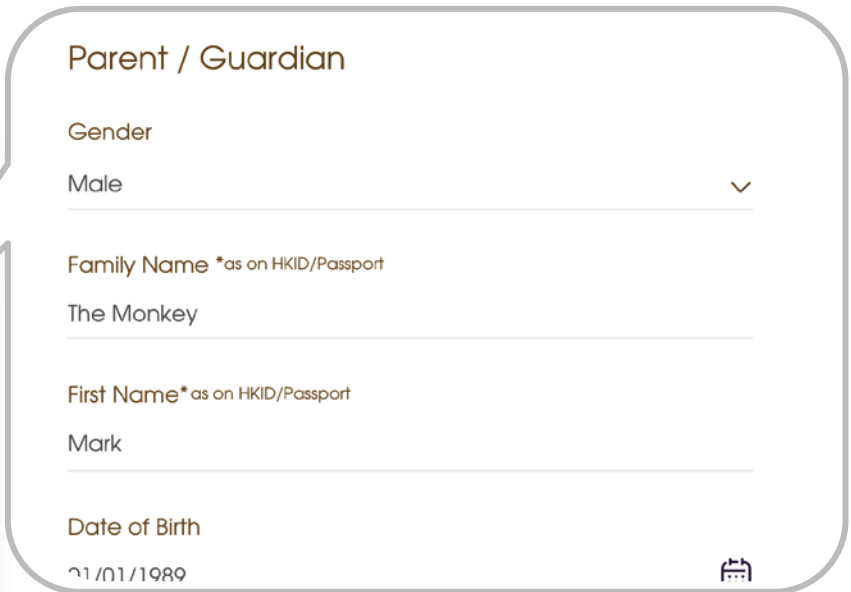 Parent / Guardian
Gender
Male
Family Name *as on HKID/Passport
The Monkey
First Name* as on HKID/Passport
Mark
Date of Birth
01/01/1989